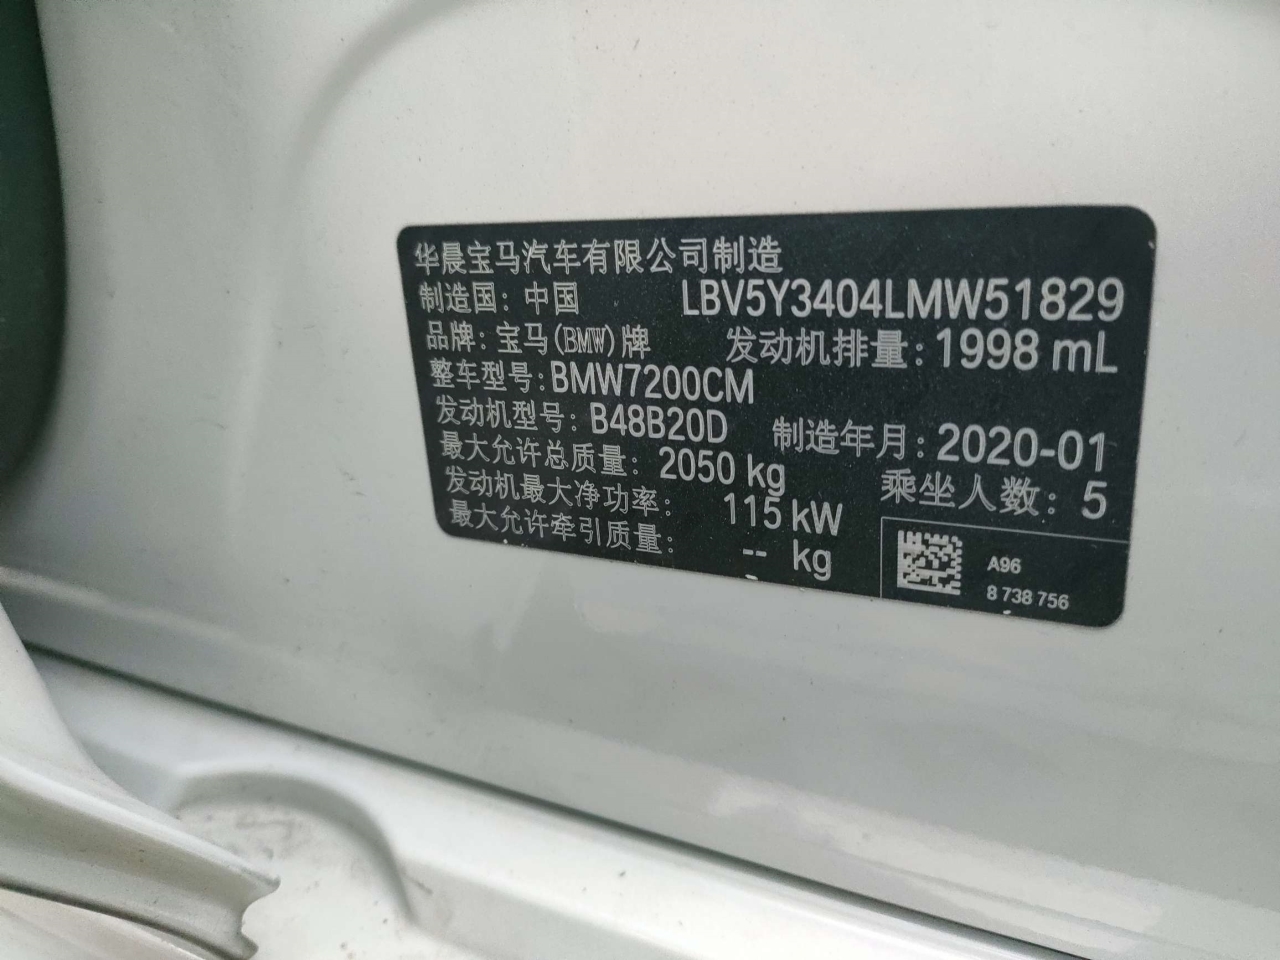 华晨宝马汽车有限公司制造
制造国：中国 LBV5Y3404LMW51829
品牌：宝马(BMW)牌 发动机排量：1998 mL
整车型号：BMW7200CM
发动机型号：B48B20D 制造年月：2020-01
最大允许总质量：2050 kg 乘坐人数：5
发动机最大净功率：115 kW
最大允许牵引质量：-- kg
A96
8 738 756